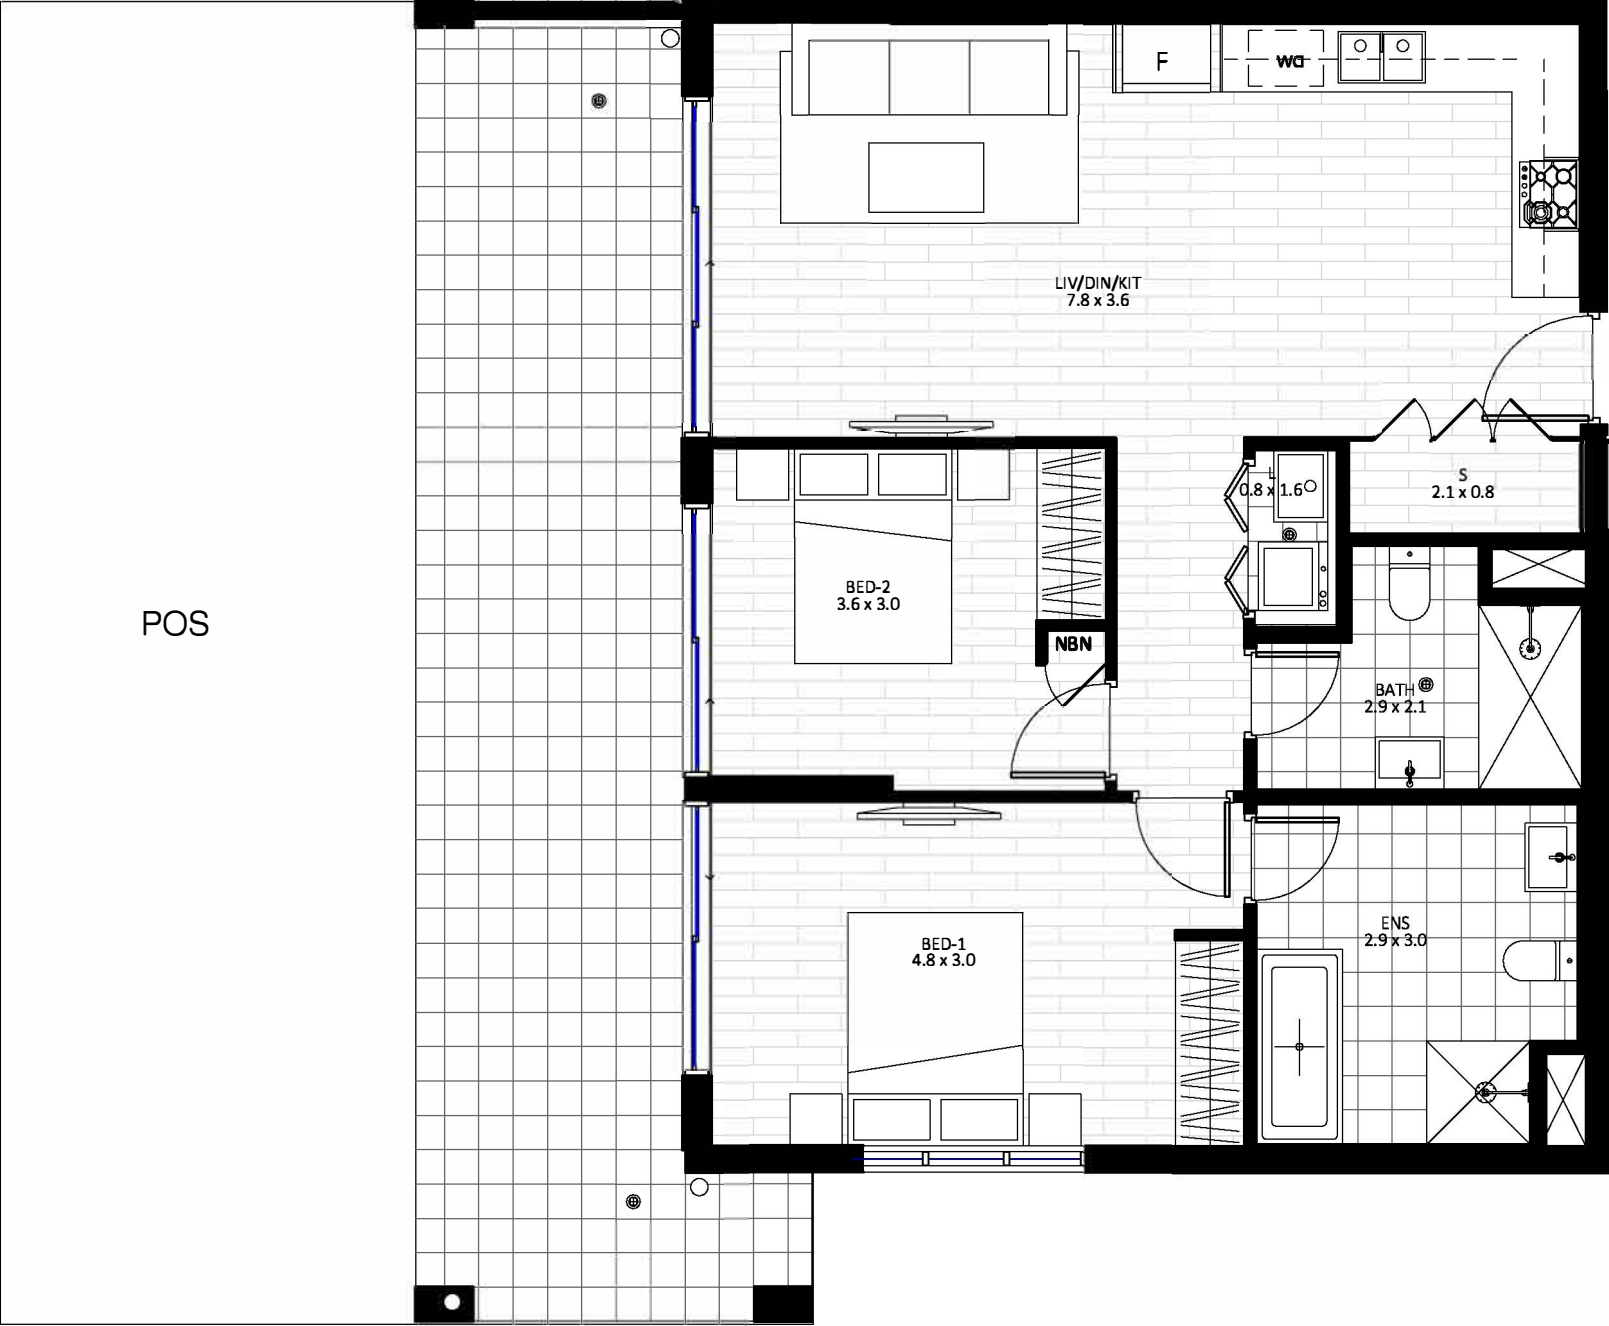 F
DW
LIV/DIN/KIT
7.8 x 3.6
L
0.8 x 1.6
S
2.1 x 0.8
BED-2
3.6 x 3.0
POS
NBN
BATH
2.9 x 2.1
ENS
2.9 x 3.0
BED-1
4.8 x 3.0